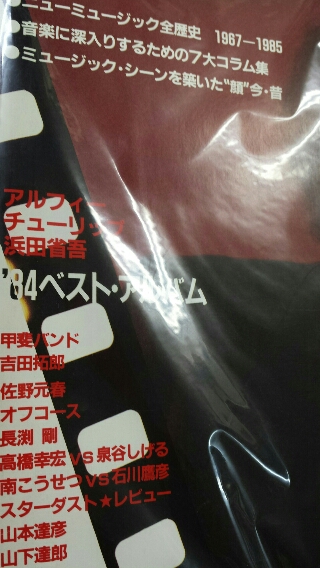 ●ニューミュージック全歴史 1967―1985
●音楽に深入りするための7大コラム集
●ミュージック・シーンを築いた"顔"今・昔
アルフィー
チューリップ
浜田省吾
'84ベスト・アルバム
甲斐バンド
吉田拓郎
佐野元春
オフコース
長渕 剛
高橋幸宏VS泉谷しげる
南こうせつVS石川鷹彦
スターダスト★レビュー
山本達彦
山下達郎